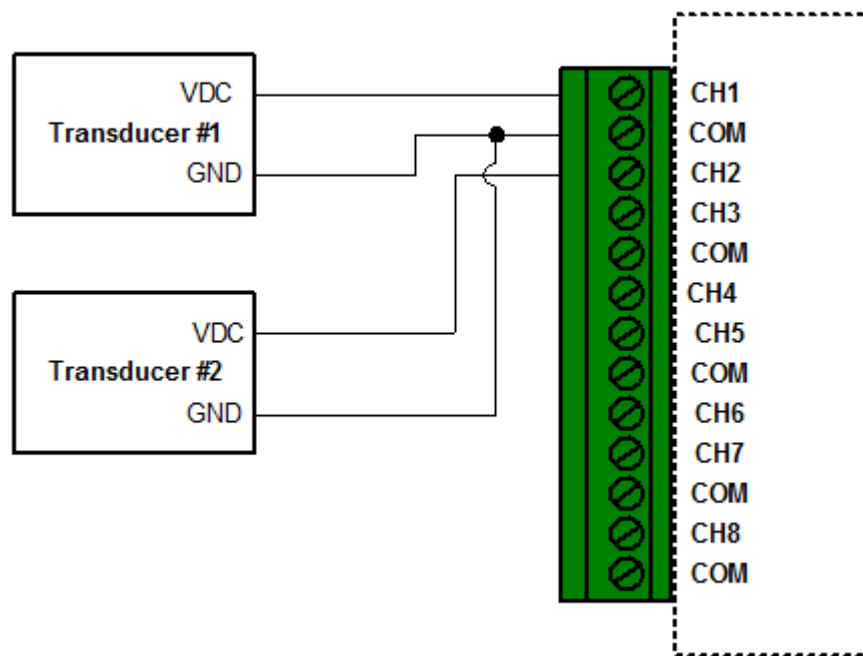 VDC
Transducer #1
GND
VDC
Transducer #2
GND
CH1
COM
CH2
CH3
COM
CH4
CH5
COM
CH6
CH7
COM
CH8
COM